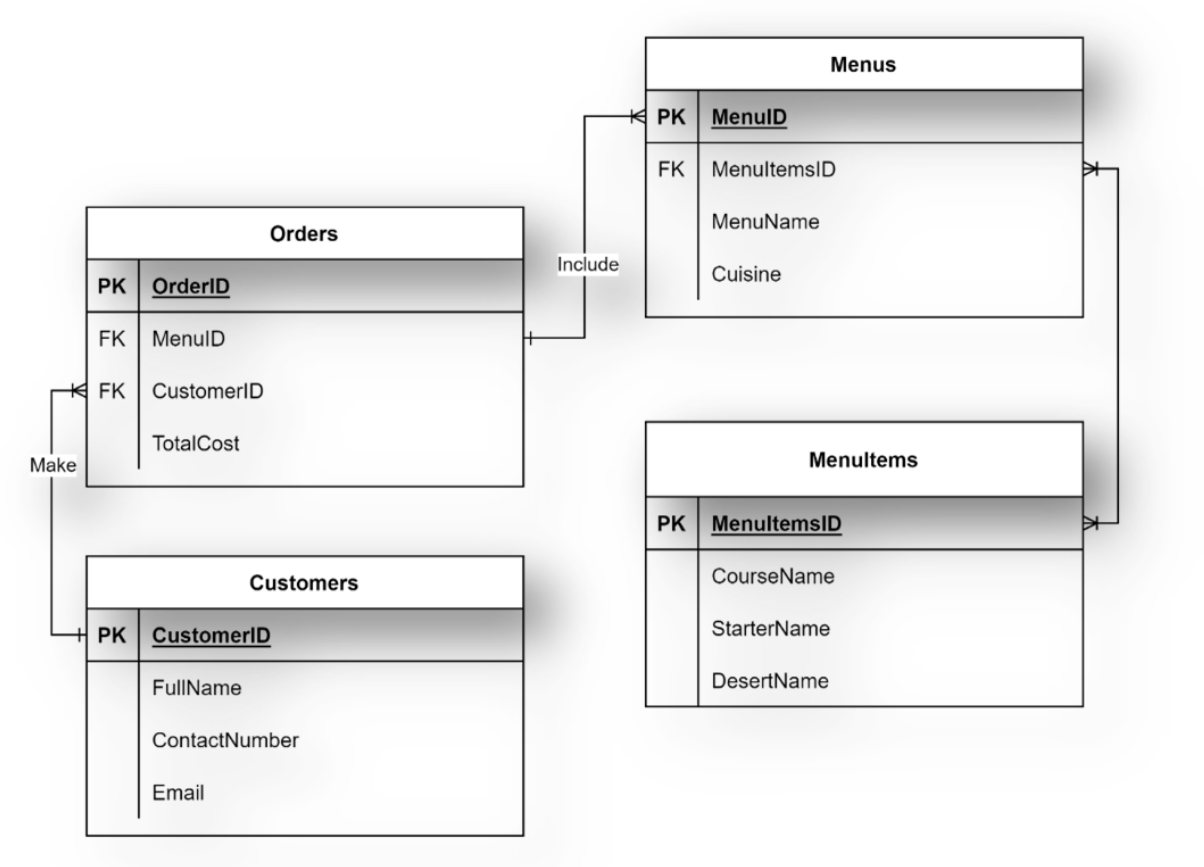 Menus
PK MenuID
FK MenuItemsID
MenuName
Cuisine
Orders
PK OrderID
FK MenuID
FK CustomerID
TotalCost
Include
Make
Customers
PK CustomerID
FullName
ContactNumber
Email
MenuItems
PK MenuItemsID
CourseName
StarterName
DesertName